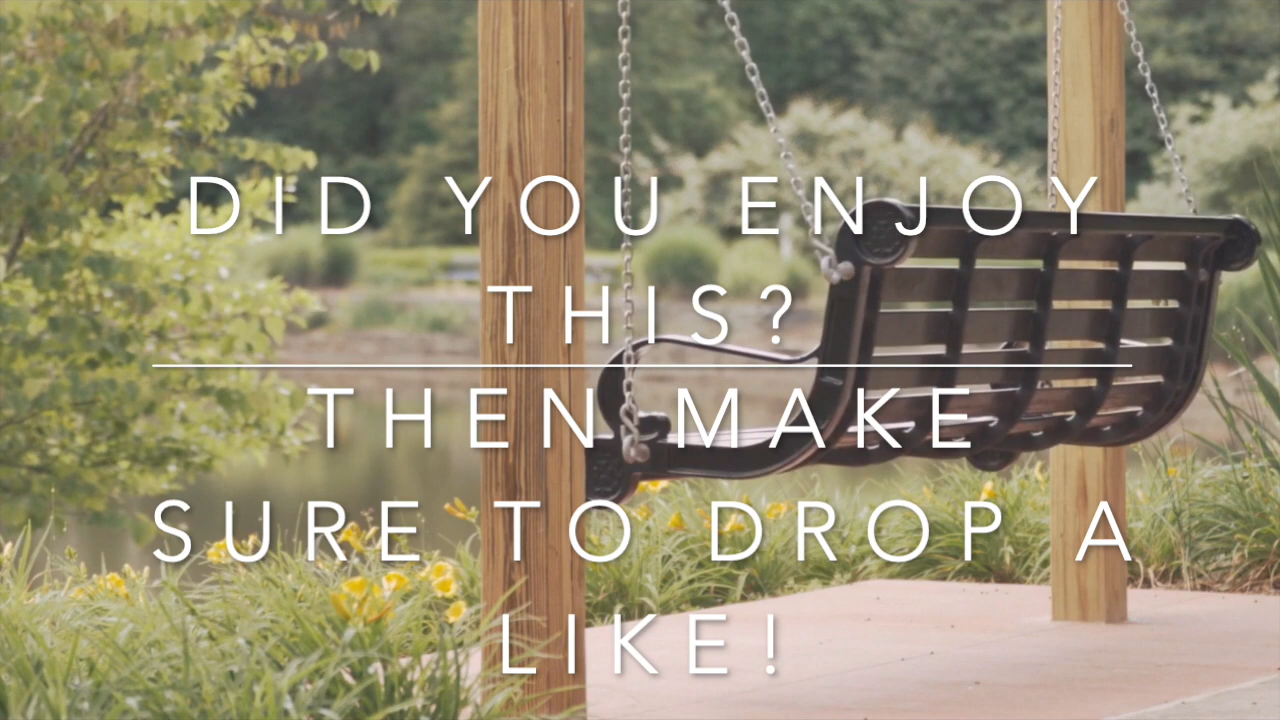 DID YOU ENJOY
THIS?
THEN MAKE
SURE TO DROP A
LIKE!